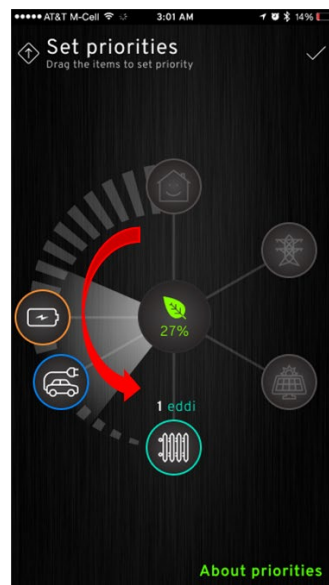 AT&T M-Cell 3:01 AM 14%
Set priorities
Drag the items to set priority
27%
1 eddi
About priorities